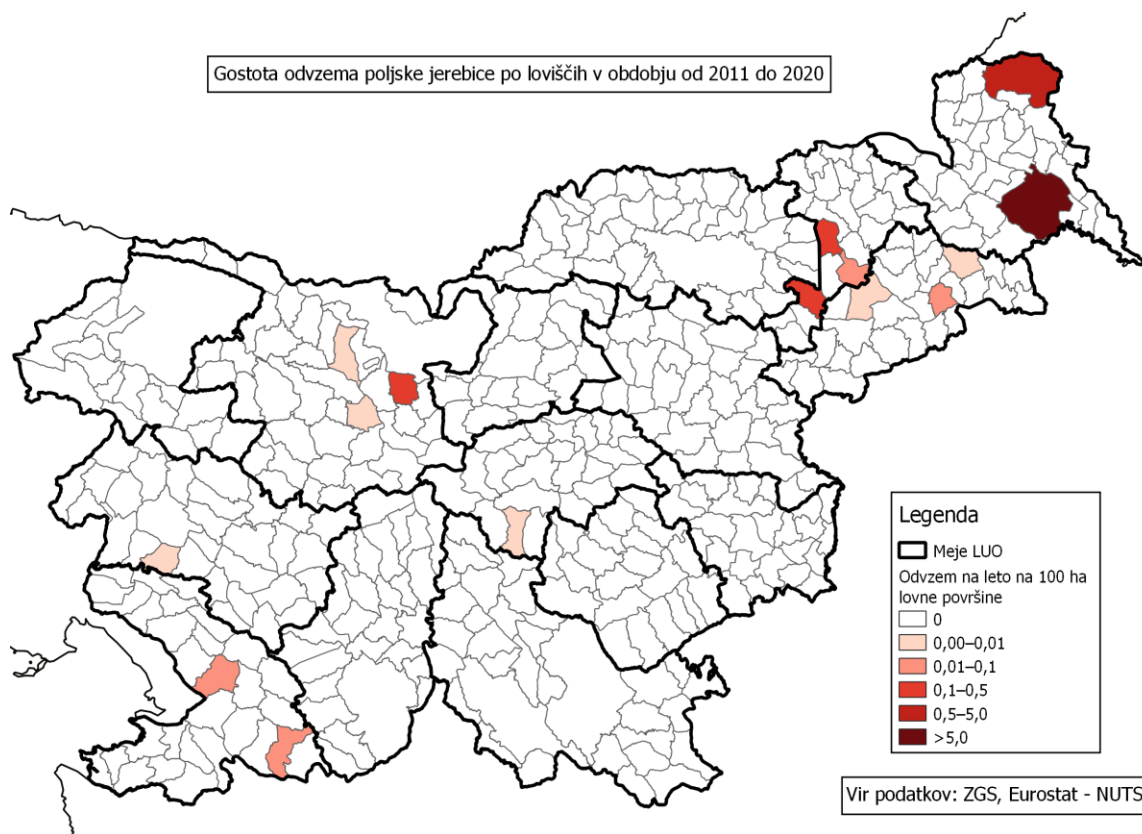 Gostota odvzema poljske jerebice po loviščih v obdobju od 2011 do 2020
Legenda
Meje LUO
Odvzem na leto na 100 ha
lovne površine
0
0,00–0,01
0,01–0,1
0,1–0,5
0,5–5,0
>5,0
Vir podatkov: ZGS, Eurostat - NUTS